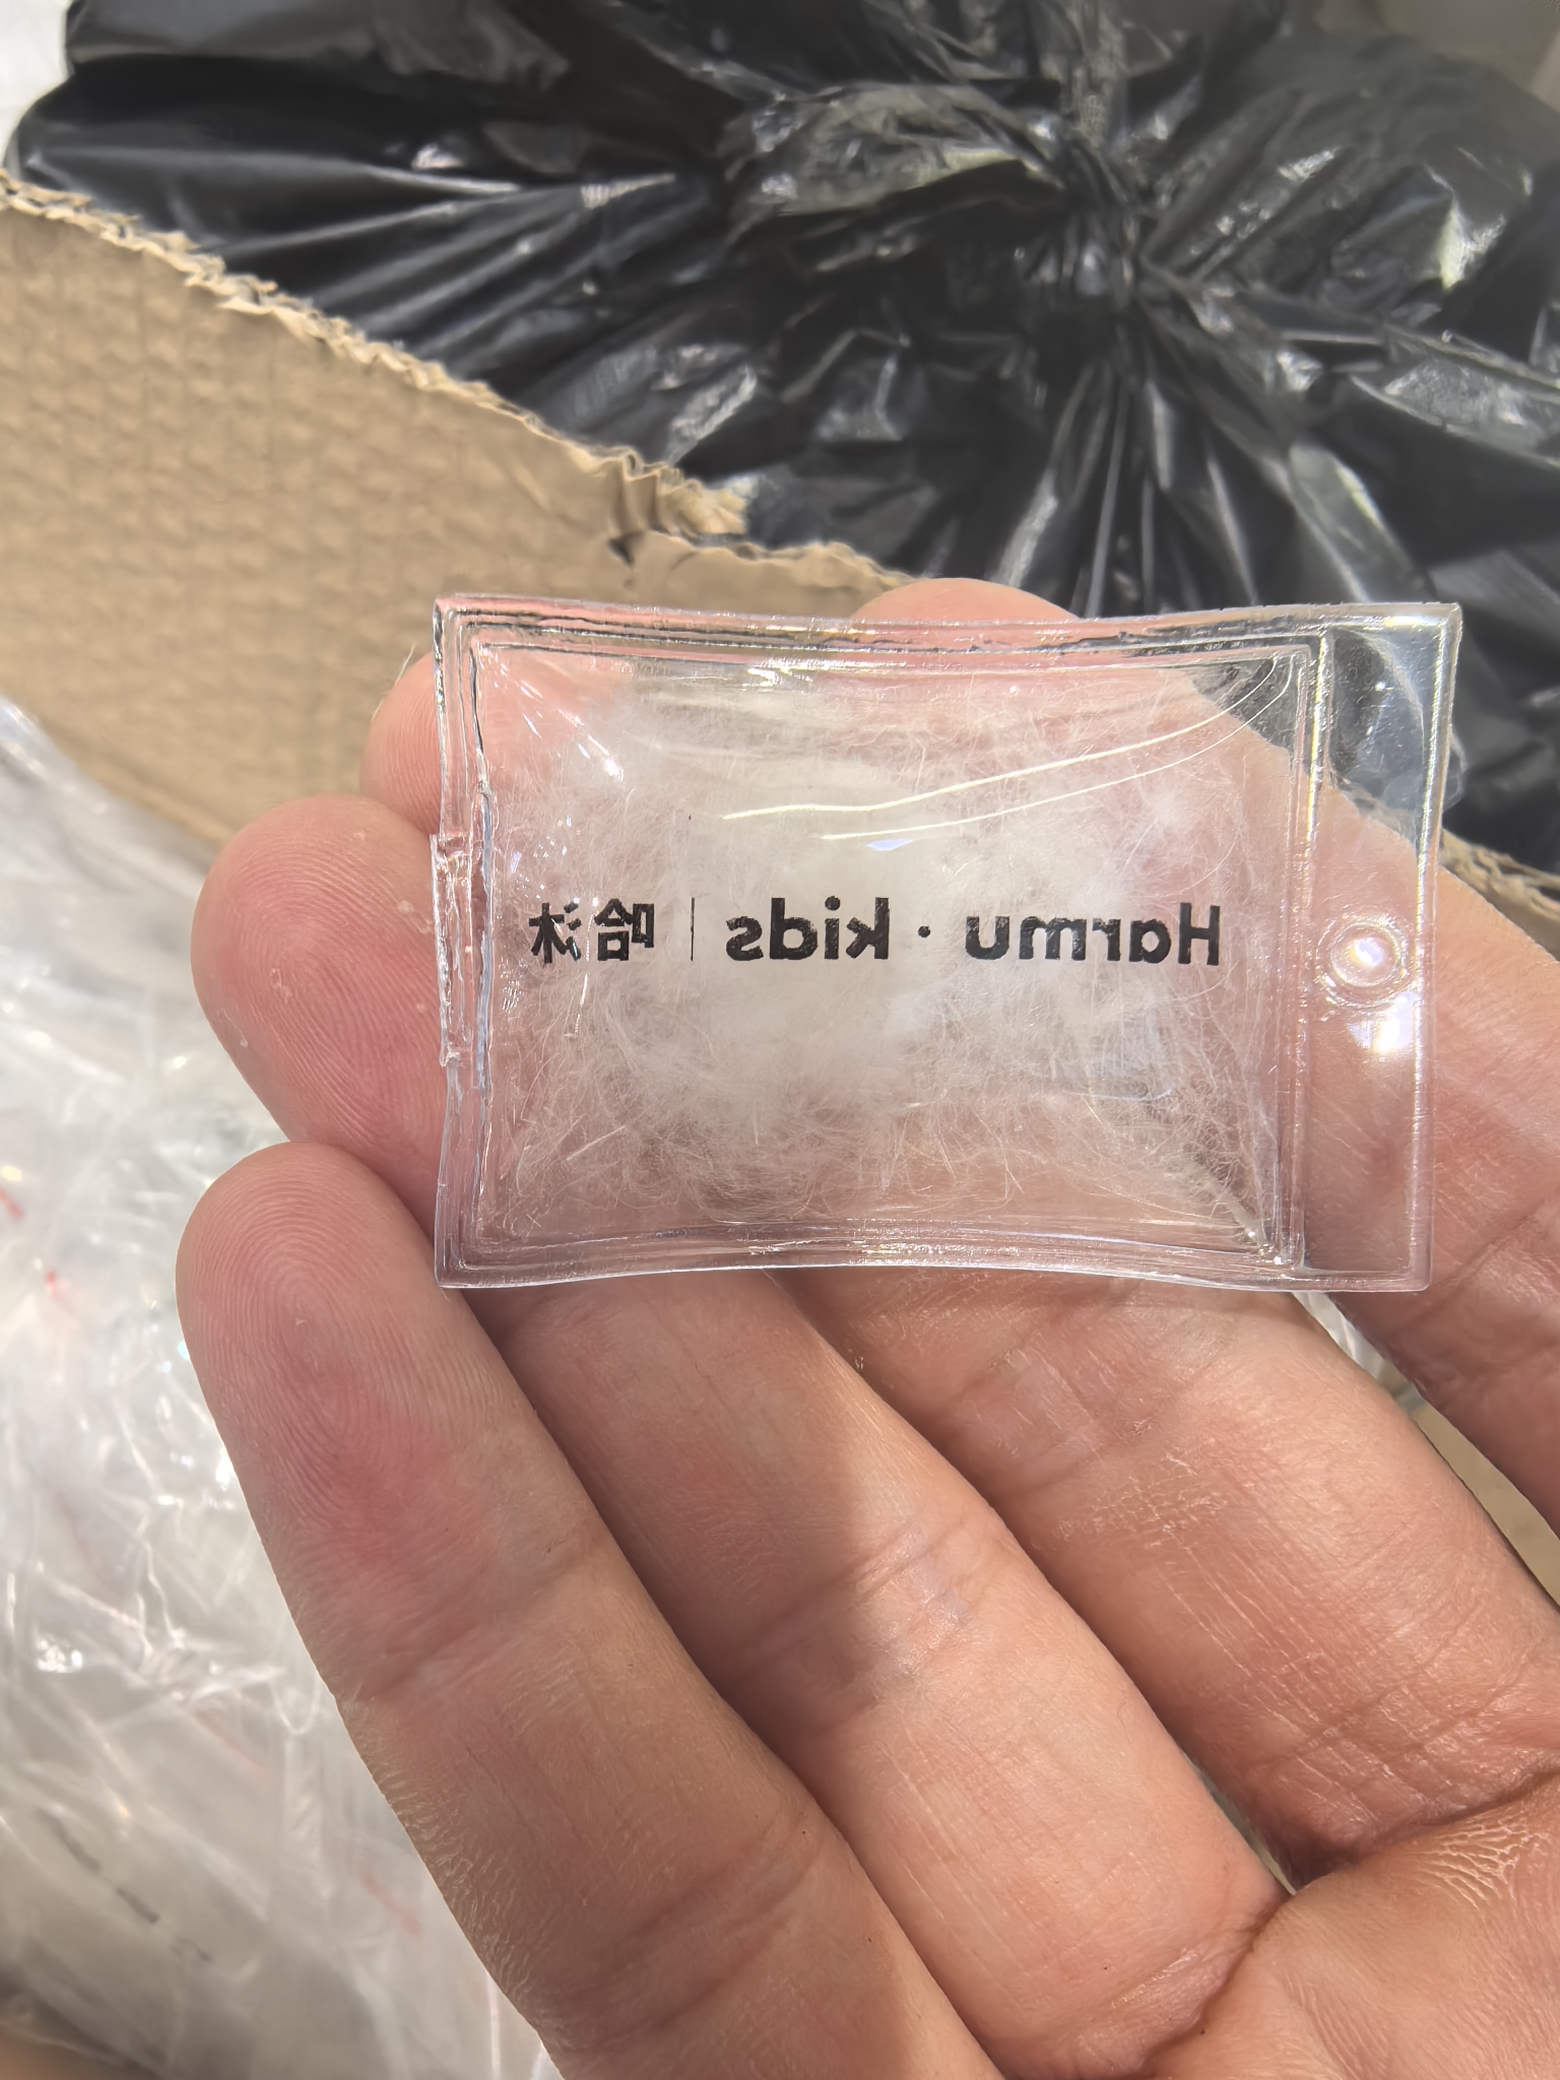 Harmu · kids | 哈沐